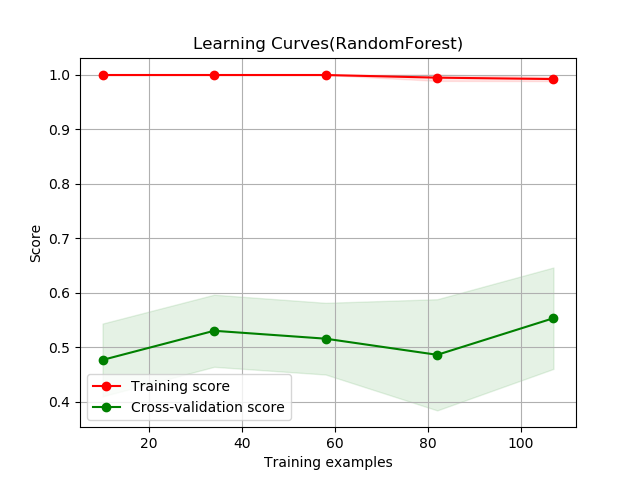 Learning Curves(RandomForest)
1.0
0.9
0.8
0.7
0.6
0.5
0.4
Score
Training score
Cross-validation score
20 40 60 80 100
Training examples